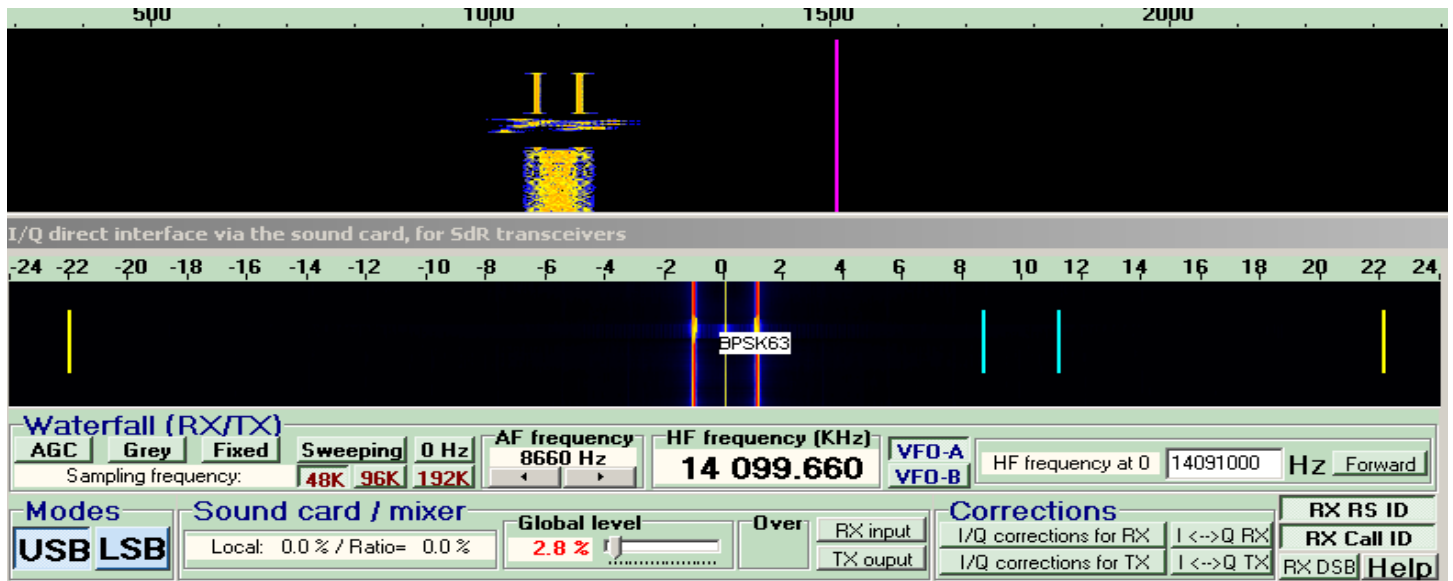 500 1000 1500 2000
I/Q direct interface via the sound card, for SdR transceivers
-24 -22 -20 -18 -16 -14 -12 -10 -8 -6 -4 -2 0 2 4 6 8 10 12 14 16 18 20 22 24
BPSK63
Waterfall (RX/TX)
AGC Grey Fixed Sweeping 0 Hz
Sampling frequency: 48K 96K 192K
AF frequency
8660 Hz
HF frequency (KHz)
14 099.660
VFO-A
VFO-B
HF frequency at 0 14091000 Hz Forward
Modes
USB LSB
Sound card / mixer
Local: 0.0 % / Ratio= 0.0 %
Global level
2.8 %
Over
RX input
TX ouput
Corrections
I/Q corrections for RX I <--> Q RX
I/Q corrections for TX I <--> Q TX
RX RS ID
RX Call ID
RX DSB Help